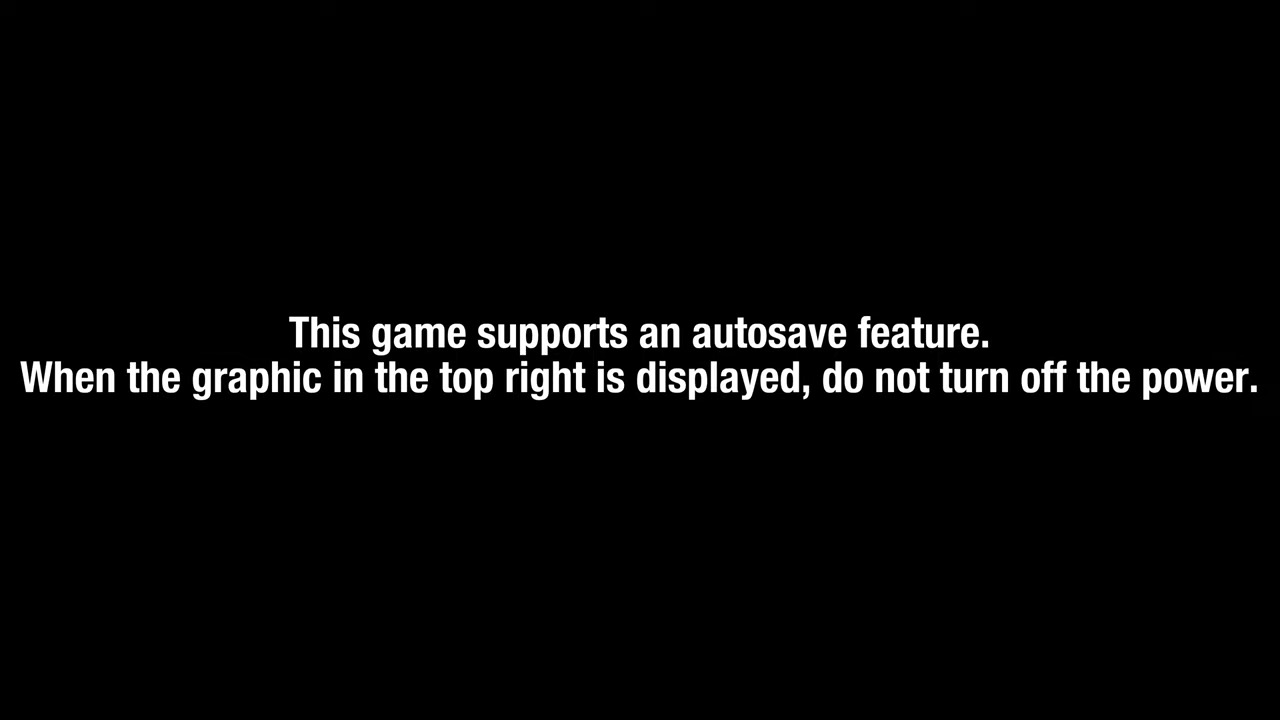 This game supports an autosave feature.
When the graphic in the top right is displayed, do not turn off the power.